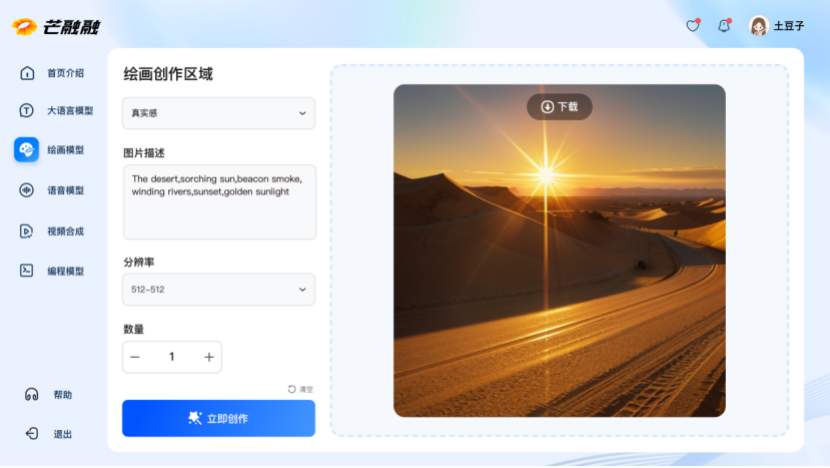 芒融融
土豆子
首页介绍
大语言模型
绘画模型
语音模型
视频合成
编程模型
帮助
退出
绘画创作区域
真实感
图片描述
The desert,sorching sun,beacon smoke,
winding rivers,sunset,golden sunlight
分辨率
512-512
数量
1
清空
立即创作
下载